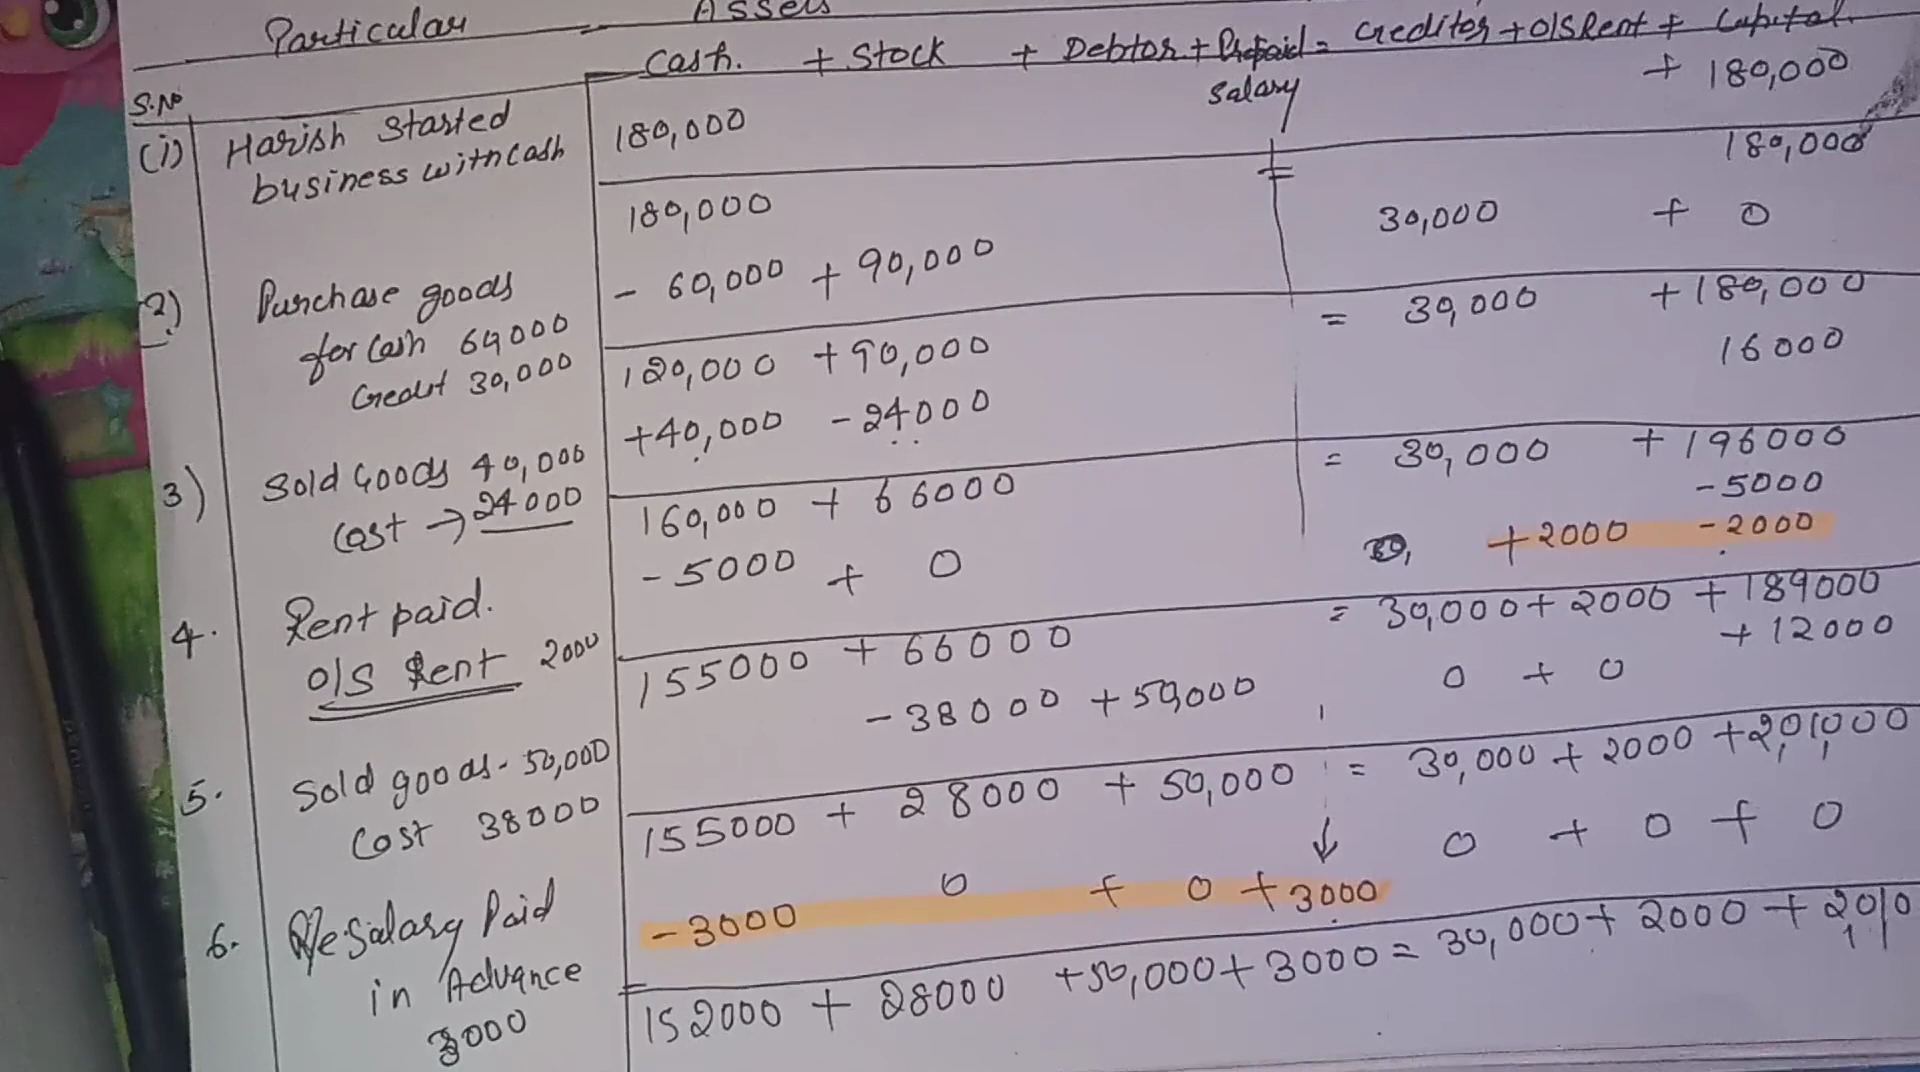 Particular Assets
Cash. + Stock + Debtor + Prepaid = Creditor + O/S Rent + Capital.
Salary
S.No
(i) Harish Started 180,000 + 180,000
business with cash
180,000 = 180,000
2) Purchase goods - 60,000 + 90,000 30,000 + 0
for Cash 60,000
Credit 30,000
120,000 + 90,000 = 30,000 + 180,000
3) Sold Goods 40,000 +40,000 - 24000 16000
Cost → 24000
160,000 + 66000 = 30,000 + 196000
4. Rent paid. - 5000 + 0 - 5000
O/S Rent 2000 +2000 - 2000
155000 + 66000 = 30,000 + 2000 + 189000
5. Sold goods - 50,000 - 38000 + 50,000 0 + 0 + 12000
Cost 38000
155000 + 28000 + 50,000 = 30,000 + 2000 + 201,000
6. Salary Paid - 3000 0 + 0 + 3000 0 + 0 + 0
in Advance
3000
152000 + 28000 + 50,000 + 3000 = 30,000 + 2000 + 2010